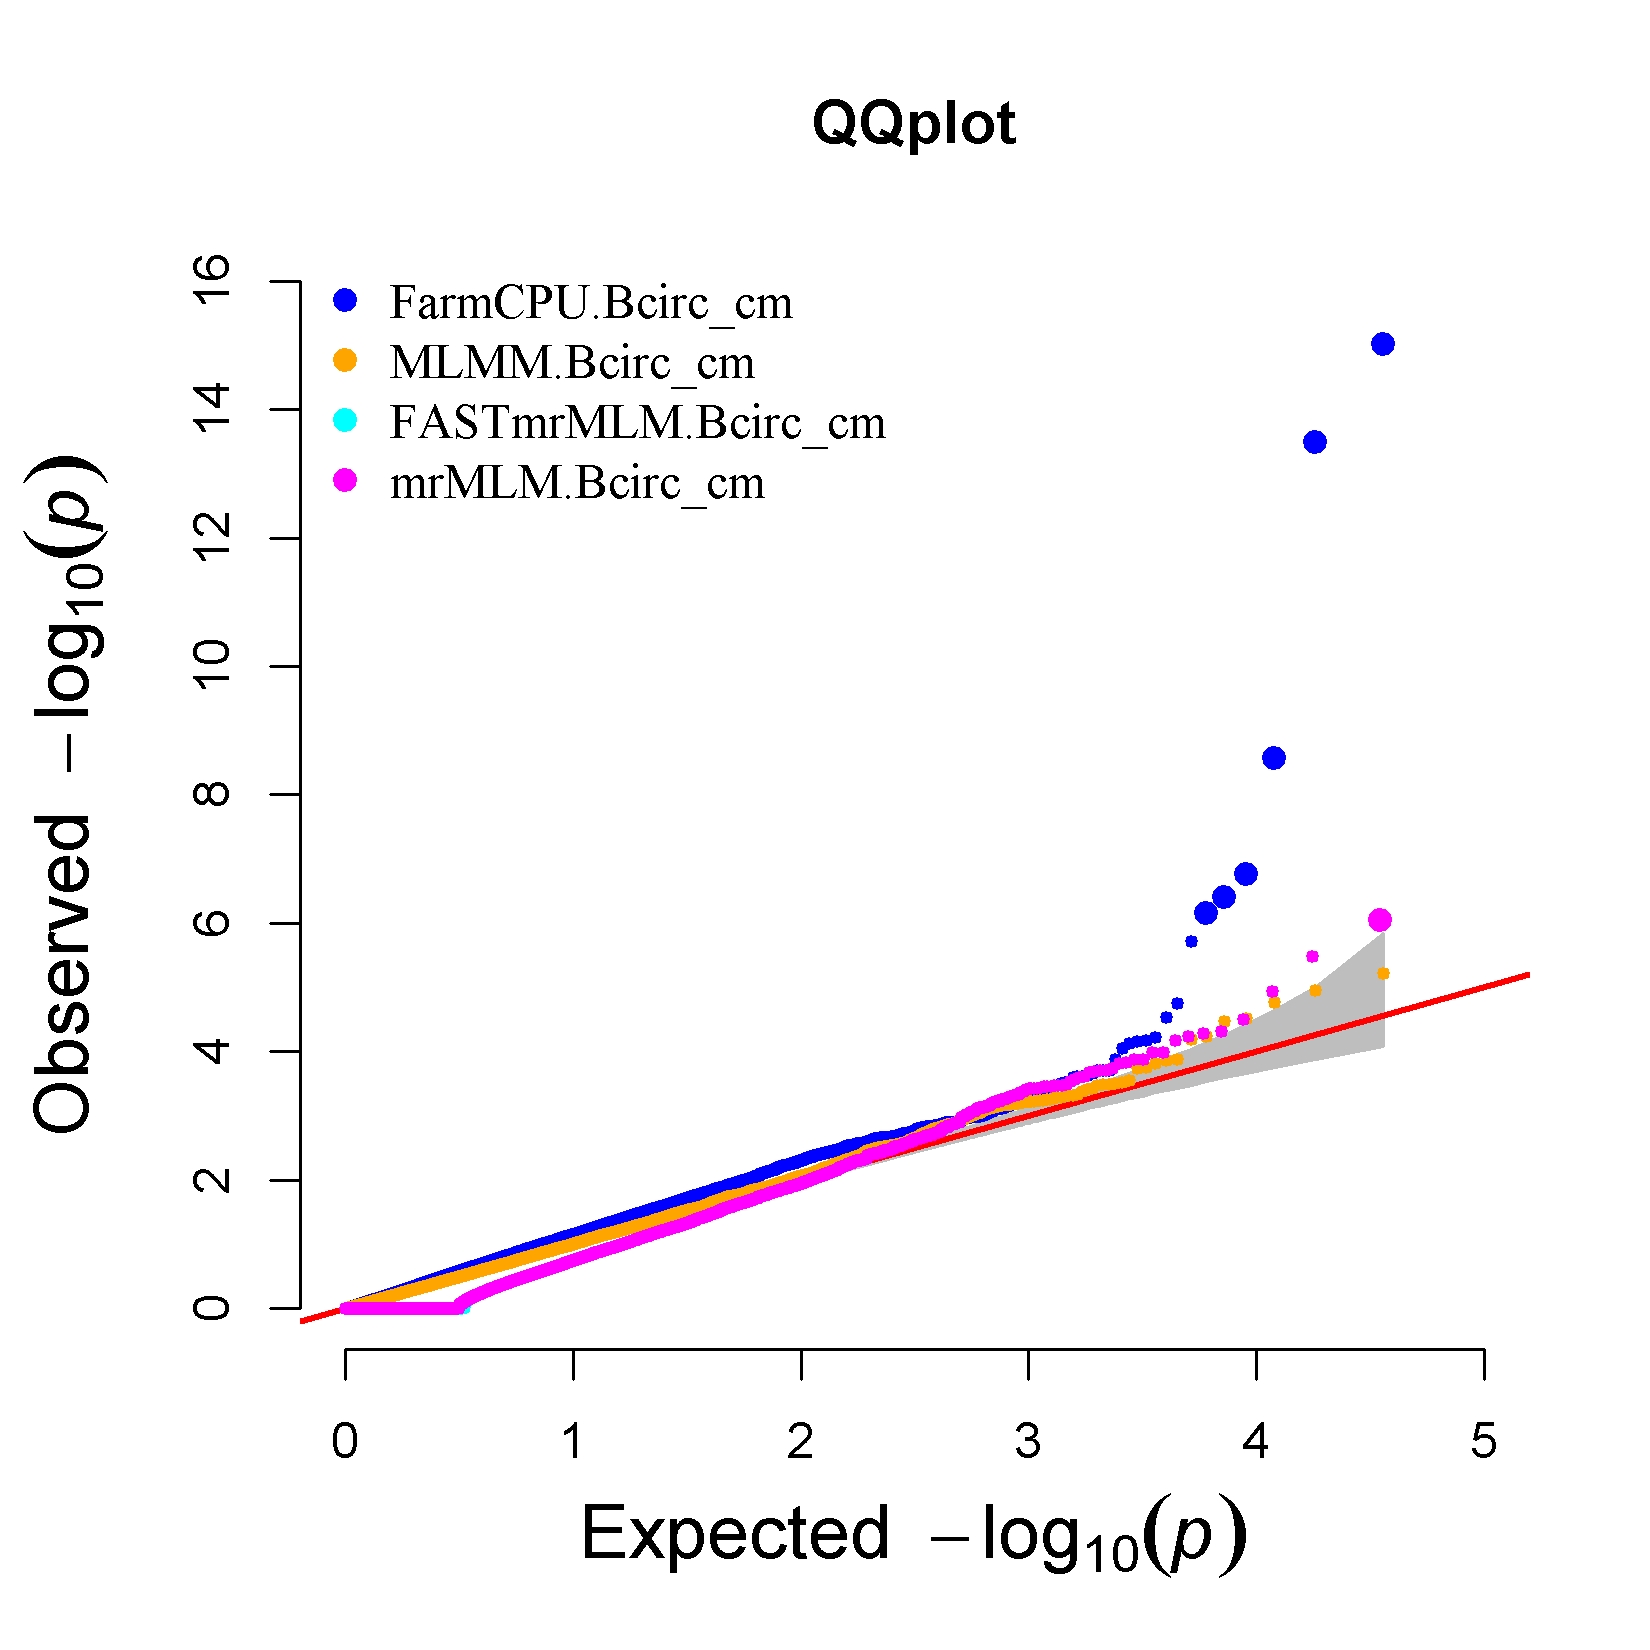 QQplot
FarmCPU.Bcirc_cm
MLMM.Bcirc_cm
FASTmrMLM.Bcirc_cm
mrMLM.Bcirc_cm
Observed −log₁₀(p)
16
14
12
10
8
6
4
2
0
0 1 2 3 4 5
Expected −log₁₀(p)